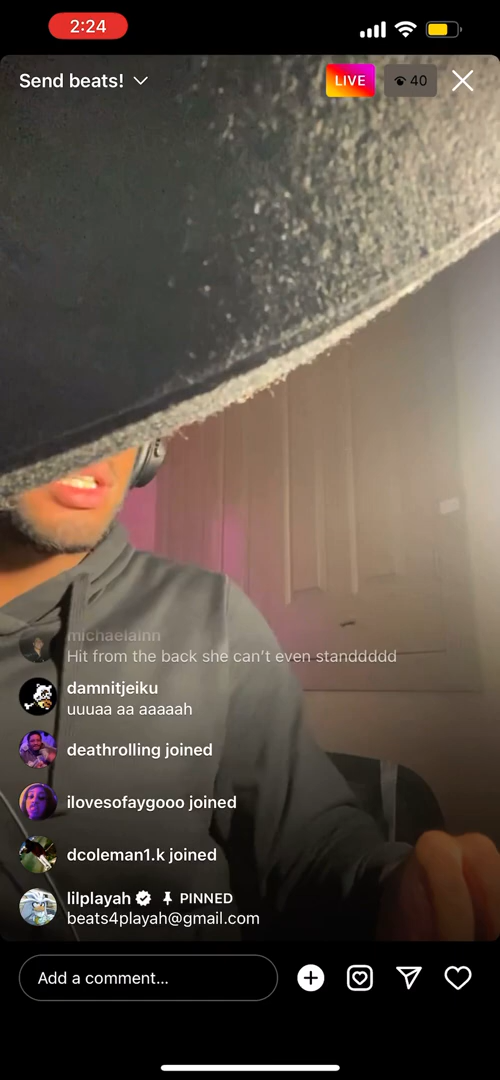 2:24
Send beats!
LIVE
40
michaelainn
Hit from the back she can't even standdddd
damnitjeiku
uuuaa aa aaaaah
deathrolling joined
ilovesofaygooo joined
dcoleman1.k joined
lilplayah PINNED
beats4playah@gmail.com
Add a comment...